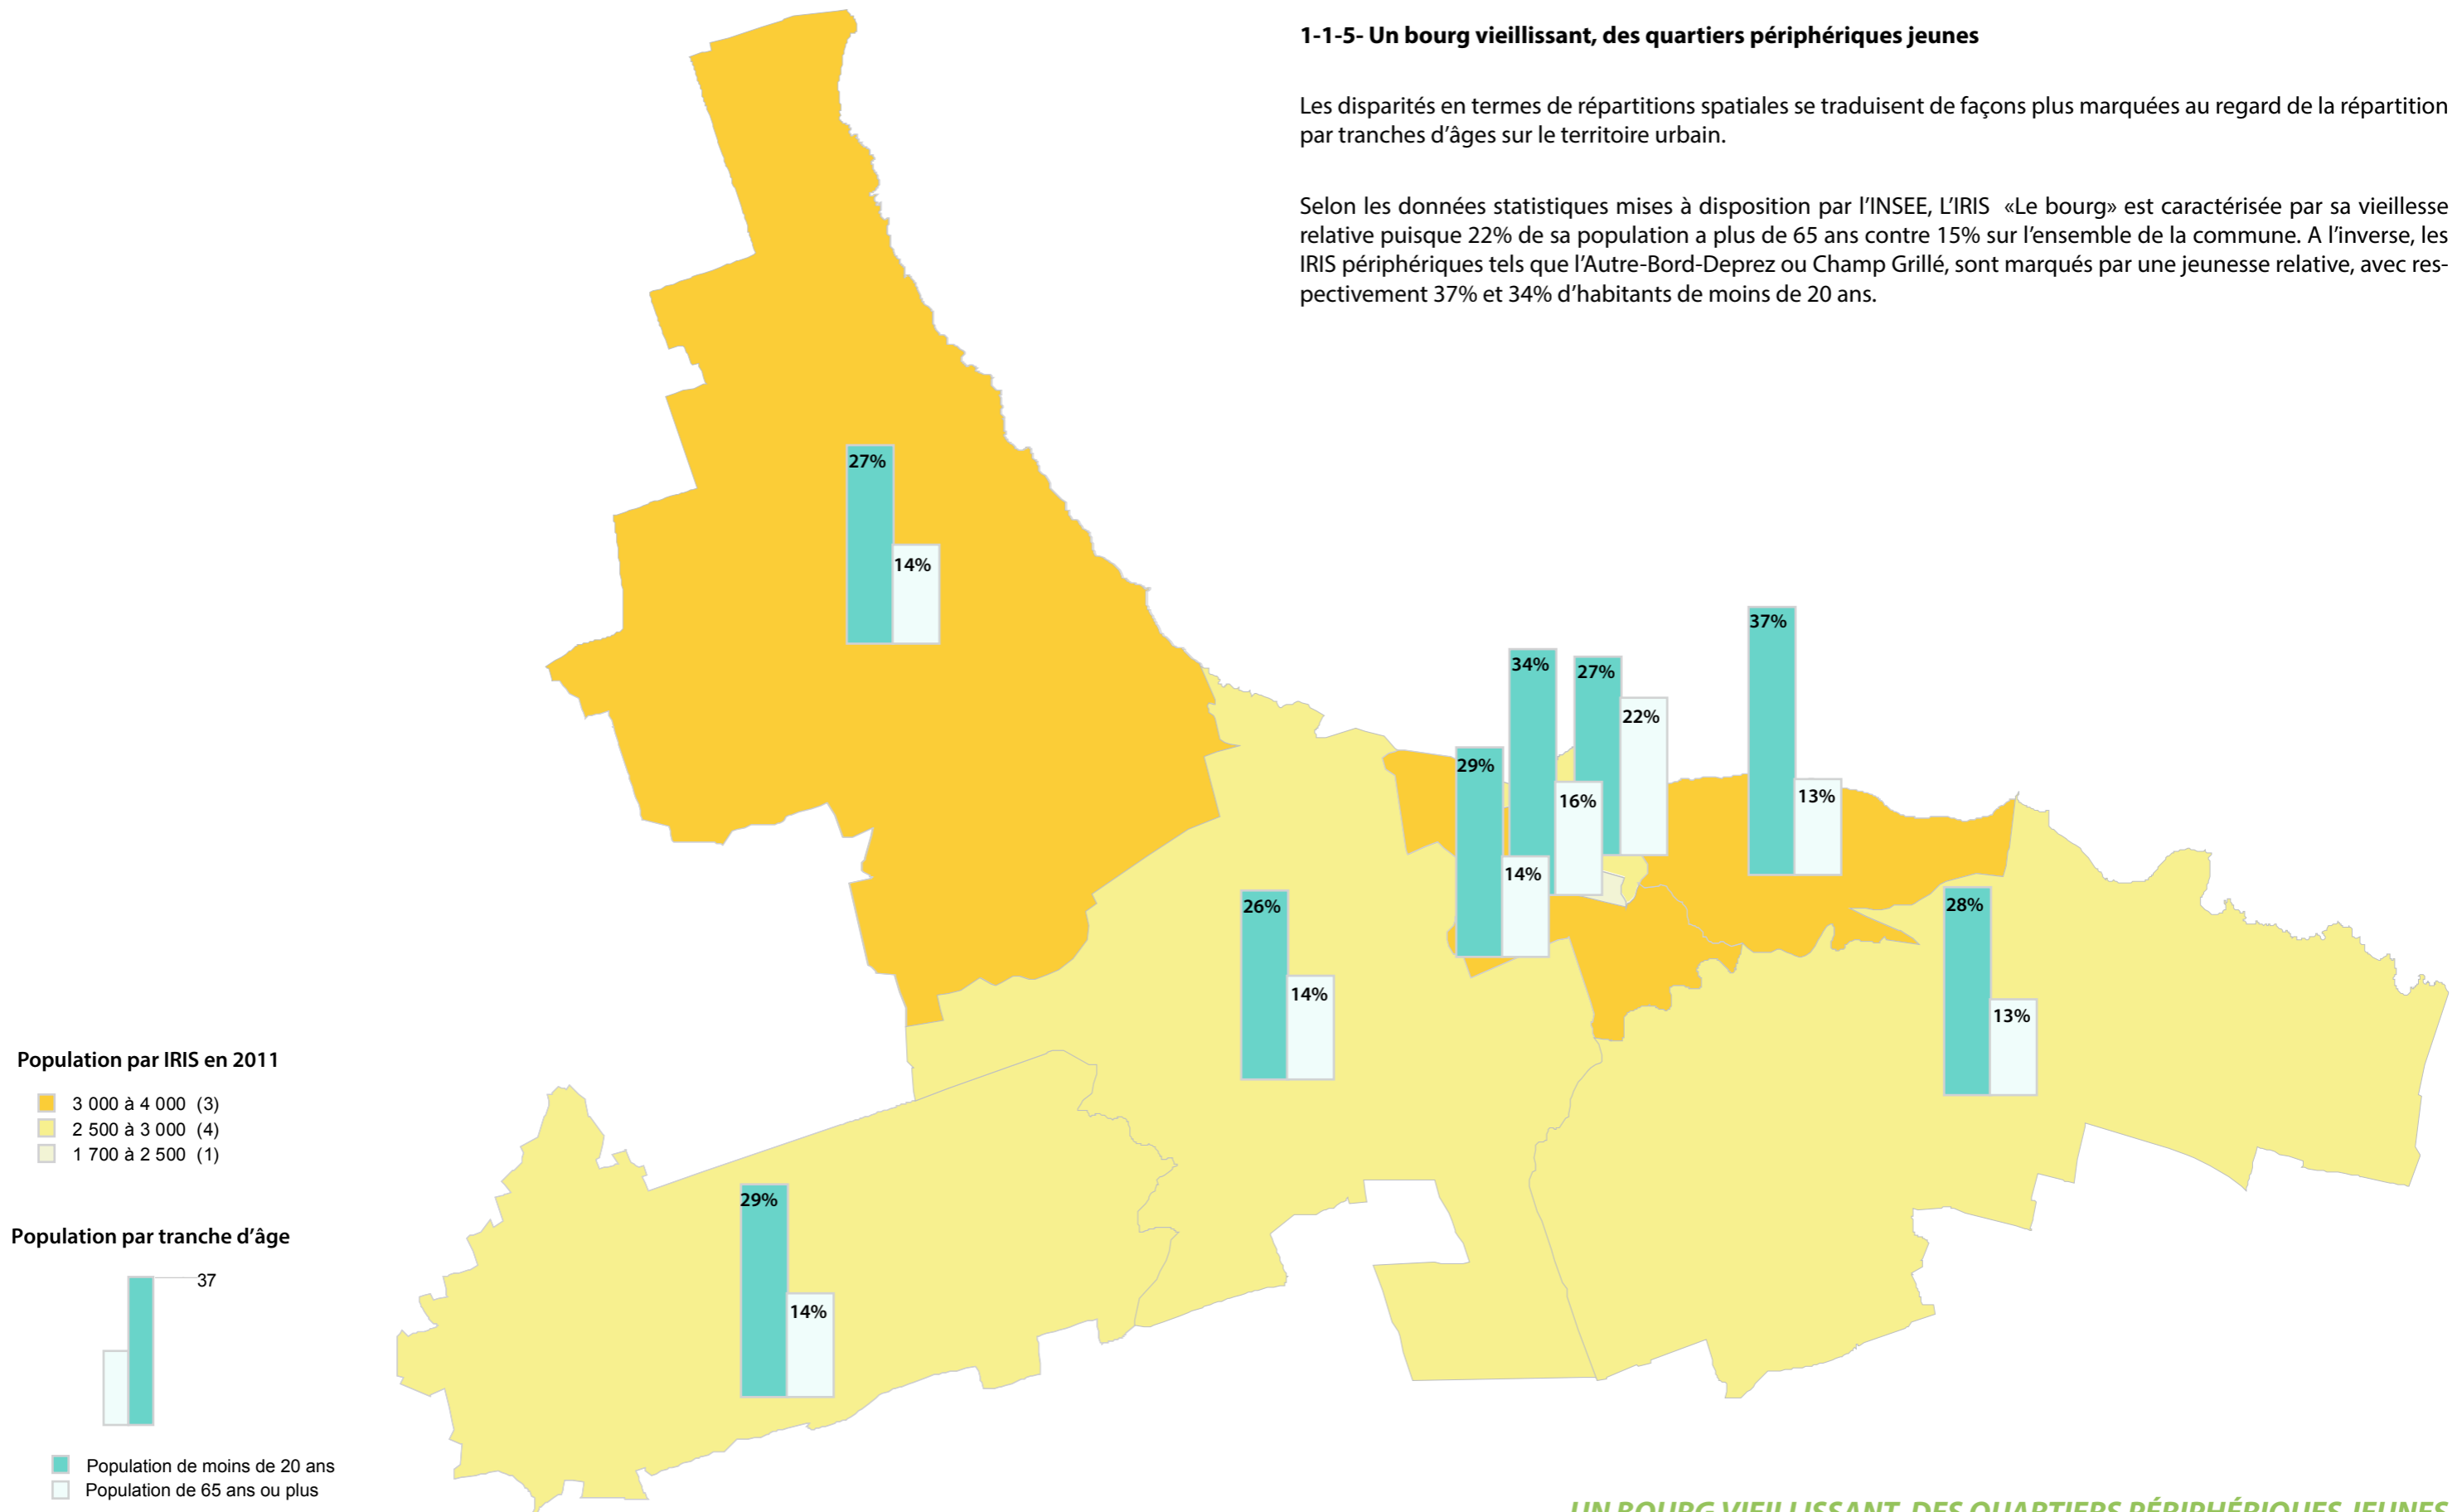 1-1-5- Un bourg vieillissant, des quartiers périphériques jeunes
Les disparités en termes de répartitions spatiales se traduisent de façons plus marquées au regard de la répartition
par tranches d’âges sur le territoire urbain.
Selon les données statistiques mises à disposition par l’INSEE, L’IRIS «Le bourg» est caractérisée par sa vieillesse
relative puisque 22% de sa population a plus de 65 ans contre 15% sur l’ensemble de la commune. A l’inverse, les
IRIS périphériques tels que l’Autre-Bord-Deprez ou Champ Grillé, sont marqués par une jeunesse relative, avec res-
pectivement 37% et 34% d’habitants de moins de 20 ans.
27%
14%
37%
34%
27%
22%
29%
16%
13%
14%
26%
28%
14%
13%
29%
14%
Population par IRIS en 2011
3 000 à 4 000 (3)
2 500 à 3 000 (4)
1 700 à 2 500 (1)
Population par tranche d’âge
37
Population de moins de 20 ans
Population de 65 ans ou plus
UN BOURG VIEILLISSANT, DES QUARTIERS PÉRIPHÉRIQUES JEUNES